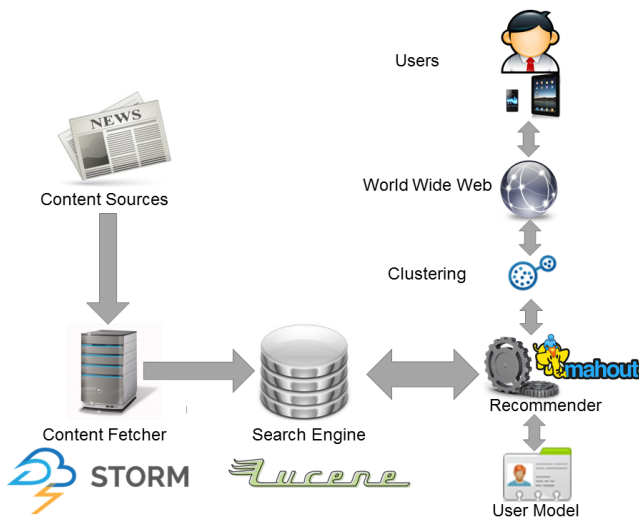 Users
NEWS
World Wide Web
Content Sources
Clustering
mahout
Recommender
Content Fetcher
Search Engine
STORM
Lucene
User Model